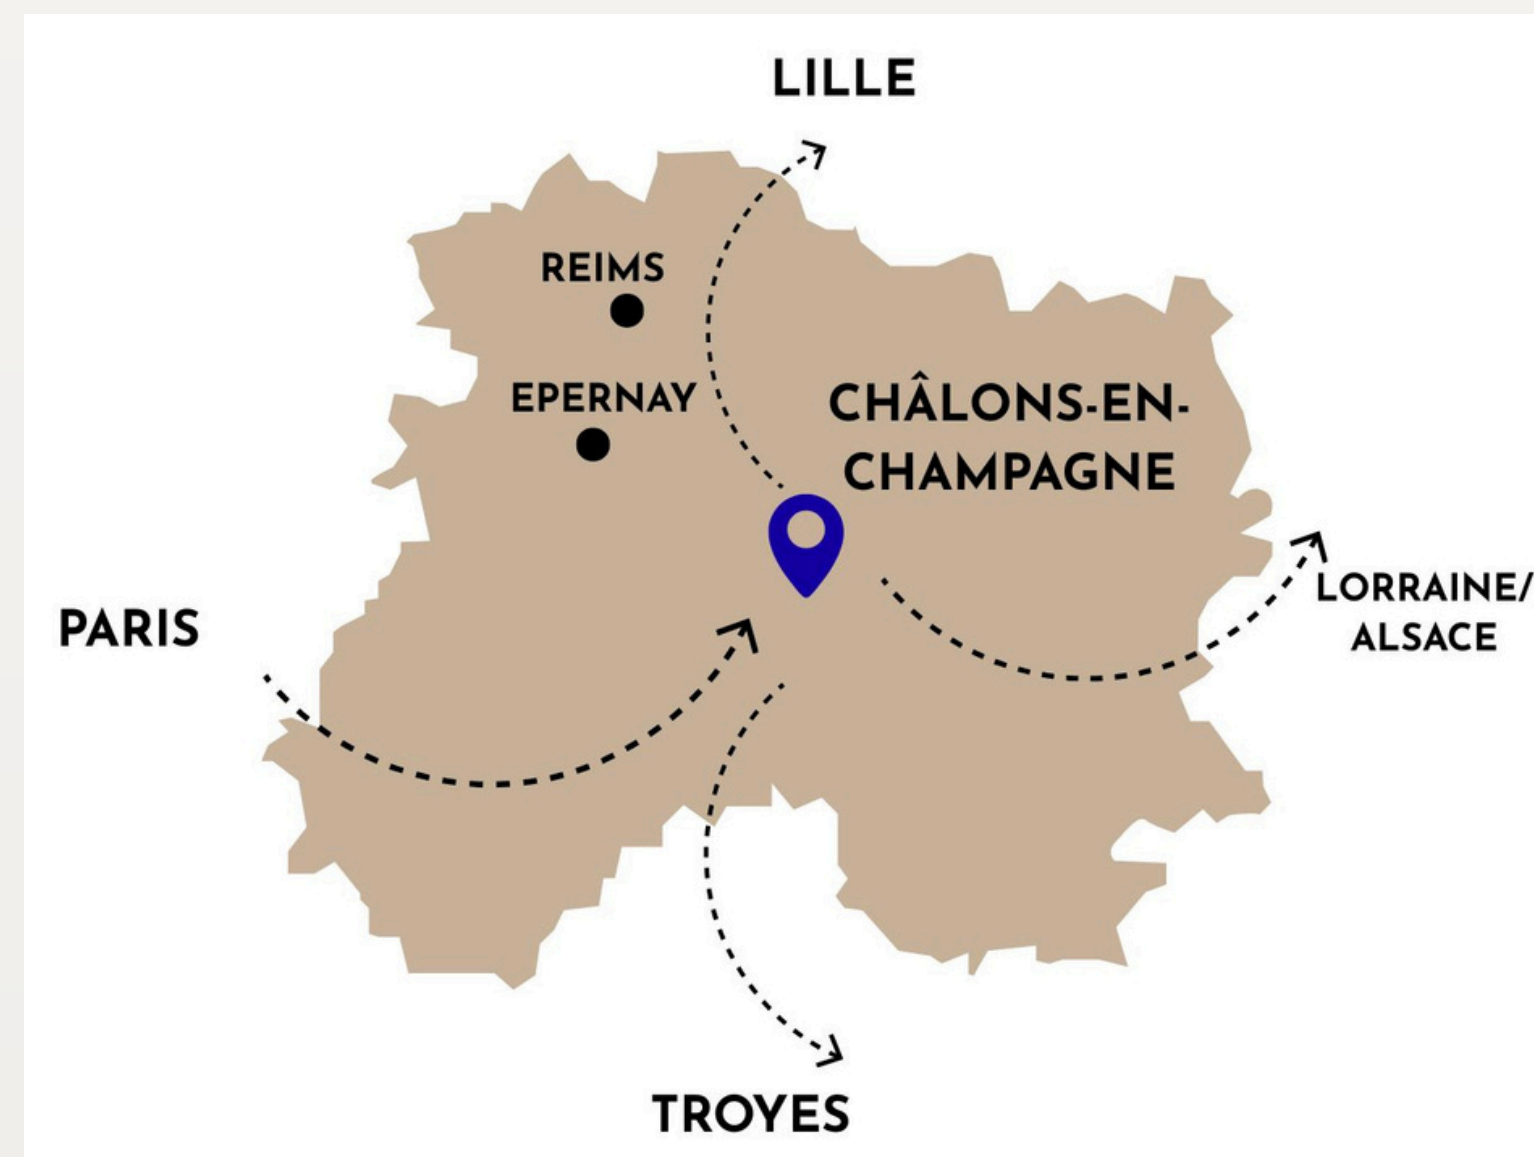 LILLE
REIMS
EPERNAY
CHÂLONS-EN-
CHAMPAGNE
PARIS
LORRAINE/
ALSACE
TROYES